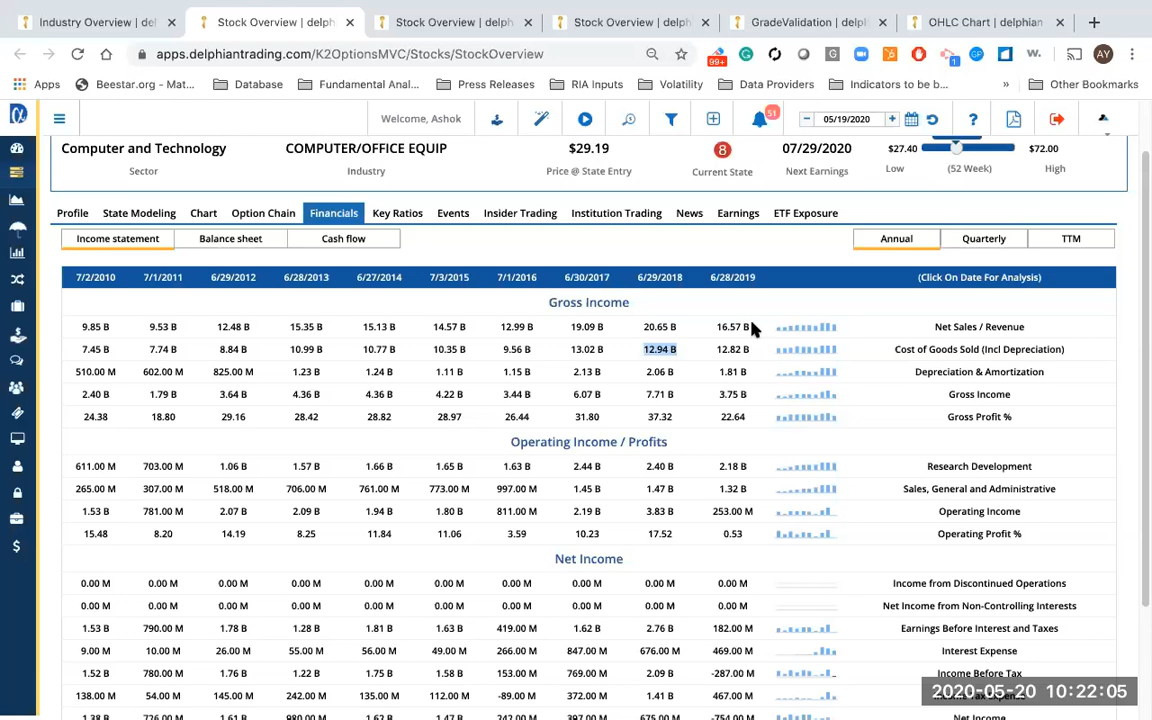 Industry Overview | del
Stock Overview | delph
Stock Overview | delph
Stock Overview | delph
GradeValidation | delph
OHLC Chart | delphian
apps.delphiantrading.com/K2OptionsMVC/Stocks/StockOverview
99+
1
GP
W.
AY
Apps
Beestar.org - Mat...
Database
Fundamental Anal...
Press Releases
RIA Inputs
Volatility
Data Providers
Indicators to be b...
»
Other Bookmarks
Welcome, Ashok
51
05/19/2020
Computer and Technology
COMPUTER/OFFICE EQUIP
$29.19
8
07/29/2020
$27.40
$72.00
Sector
Industry
Price @ State Entry
Current State
Next Earnings
Low
(52 Week)
High
Profile
State Modeling
Chart
Option Chain
Financials
Key Ratios
Events
Insider Trading
Institution Trading
News
Earnings
ETF Exposure
Income statement
Balance sheet
Cash flow
Annual
Quarterly
TTM
7/2/2010 7/1/2011 6/29/2012 6/28/2013 6/27/2014 7/3/2015 7/1/2016 6/30/2017 6/29/2018 6/28/2019 (Click On Date For Analysis)
Gross Income
9.85 B 9.53 B 12.48 B 15.35 B 15.13 B 14.57 B 12.99 B 19.09 B 20.65 B 16.57 B Net Sales / Revenue
7.45 B 7.74 B 8.84 B 10.99 B 10.77 B 10.35 B 9.56 B 13.02 B 12.94 B 12.82 B Cost of Goods Sold (Incl Depreciation)
510.00 M 602.00 M 825.00 M 1.23 B 1.24 B 1.11 B 1.15 B 2.13 B 2.06 B 1.81 B Depreciation & Amortization
2.40 B 1.79 B 3.64 B 4.36 B 4.36 B 4.22 B 3.44 B 6.07 B 7.71 B 3.75 B Gross Income
24.38 18.80 29.16 28.42 28.82 28.97 26.44 31.80 37.32 22.64 Gross Profit %
Operating Income / Profits
611.00 M 703.00 M 1.06 B 1.57 B 1.66 B 1.65 B 1.63 B 2.44 B 2.40 B 2.18 B Research Development
265.00 M 307.00 M 518.00 M 706.00 M 761.00 M 773.00 M 997.00 M 1.45 B 1.47 B 1.32 B Sales, General and Administrative
1.53 B 781.00 M 2.07 B 2.09 B 1.94 B 1.80 B 811.00 M 2.19 B 3.83 B 253.00 M Operating Income
15.48 8.20 14.19 8.25 11.84 11.06 3.59 10.23 17.52 0.53 Operating Profit %
Net Income
0.00 M 0.00 M 0.00 M 0.00 M 0.00 M 0.00 M 0.00 M 0.00 M 0.00 M 0.00 M Income from Discontinued Operations
0.00 M 0.00 M 0.00 M 0.00 M 0.00 M 0.00 M 0.00 M 0.00 M 0.00 M 0.00 M Net Income from Non-Controlling Interests
1.53 B 790.00 M 1.78 B 1.28 B 1.81 B 1.63 B 419.00 M 1.62 B 2.76 B 182.00 M Earnings Before Interest and Taxes
9.00 M 10.00 M 26.00 M 55.00 M 56.00 M 49.00 M 266.00 M 847.00 M 676.00 M 469.00 M Interest Expense
1.52 B 780.00 M 1.76 B 1.22 B 1.75 B 1.58 B 153.00 M 769.00 M 2.09 B -287.00 M Income Before Tax
138.00 M 54.00 M 145.00 M 242.00 M 135.00 M 112.00 M -89.00 M 372.00 M 1.41 B 467.00 M
2020-05-20 10:22:05